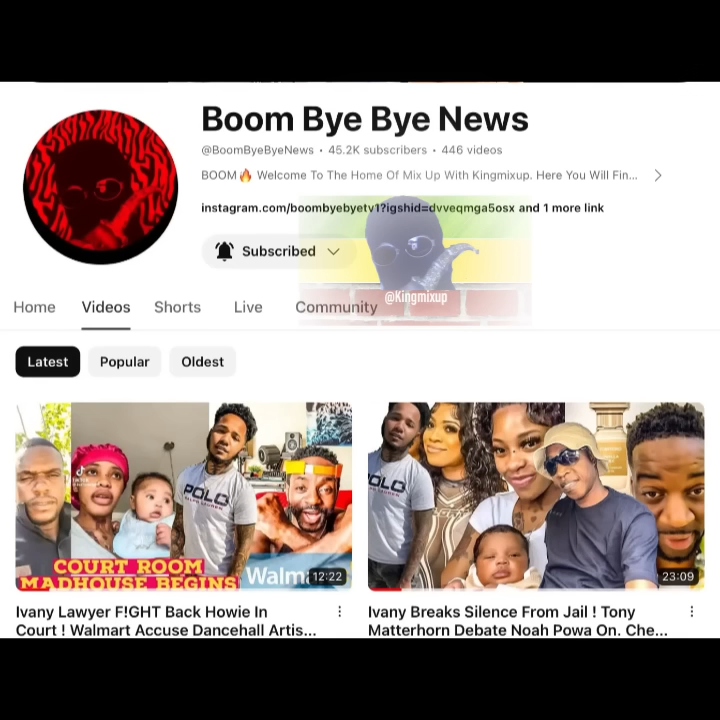 Boom Bye Bye News
@BoomByeByeNews • 45.2K subscribers • 446 videos
BOOM🔥 Welcome To The Home Of Mix Up With Kingmixup. Here You Will Fin...
instagram.com/boombyebyetv1?igshid=dvveqmga5osx and 1 more link
Subscribed
@Kingmixup
Home Videos Shorts Live Community
Latest Popular Oldest
POLO
COURT ROOM
MADHOUSE BEGINS
Walm
12:22
23:09
Ivany Lawyer F!GHT Back Howie In
Court ! Walmart Accuse Dancehall Artis...
Ivany Breaks Silence From Jail ! Tony
Matterhorn Debate Noah Powa On. Che...